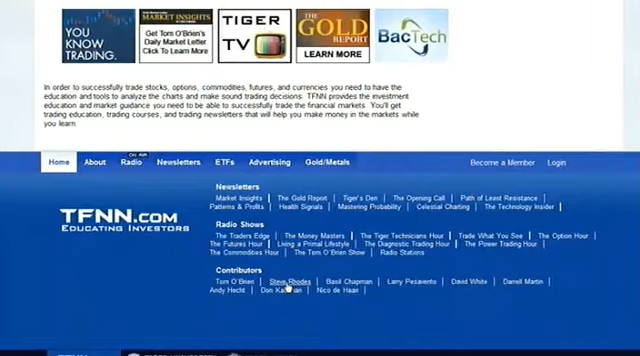 YOU KNOW TRADING.
MARKET INSIGHTS
Get Tom O'Brien's
Daily Market Letter
Click To Learn More
TIGER
TV
THE
GOLD
REPORT
LEARN MORE
BacTech
In order to successfully trade stocks, options, commodities, futures, and currencies you need to have the
education and tools to analyze the charts and make sound trading decisions. TFNN provides the investment
education and market guidance you need to be able to successfully trade the financial markets. You'll get
trading education, trading courses, and trading newsletters that will help you make money in the markets while
you learn.
ON AIR
Home About Radio Newsletters ETFs Advertising Gold/Metals Become a Member Login
TFNN.COM
EDUCATING INVESTORS
Newsletters
Market Insights | The Gold Report | Tiger's Den | The Opening Call | Path of Least Resistance |
Patterns & Profits | Health Signals | Mastering Probability | Celestial Charting | The Technology Insider |
Radio Shows
The Traders Edge | The Money Masters | The Tiger Technicians Hour | Trade What You See | The Option Hour |
The Futures Hour | Living a Primal Lifestyle | The Diagnostic Trading Hour | The Power Trading Hour |
The Commodities Hour | The Tom O'Brien Show | Radio Stations
Contributors
Tom O'Brien | Steve Rhodes | Basil Chapman | Larry Pesavento | David White | Darrell Martin |
Andy Hecht | Don | Nico de Haan |